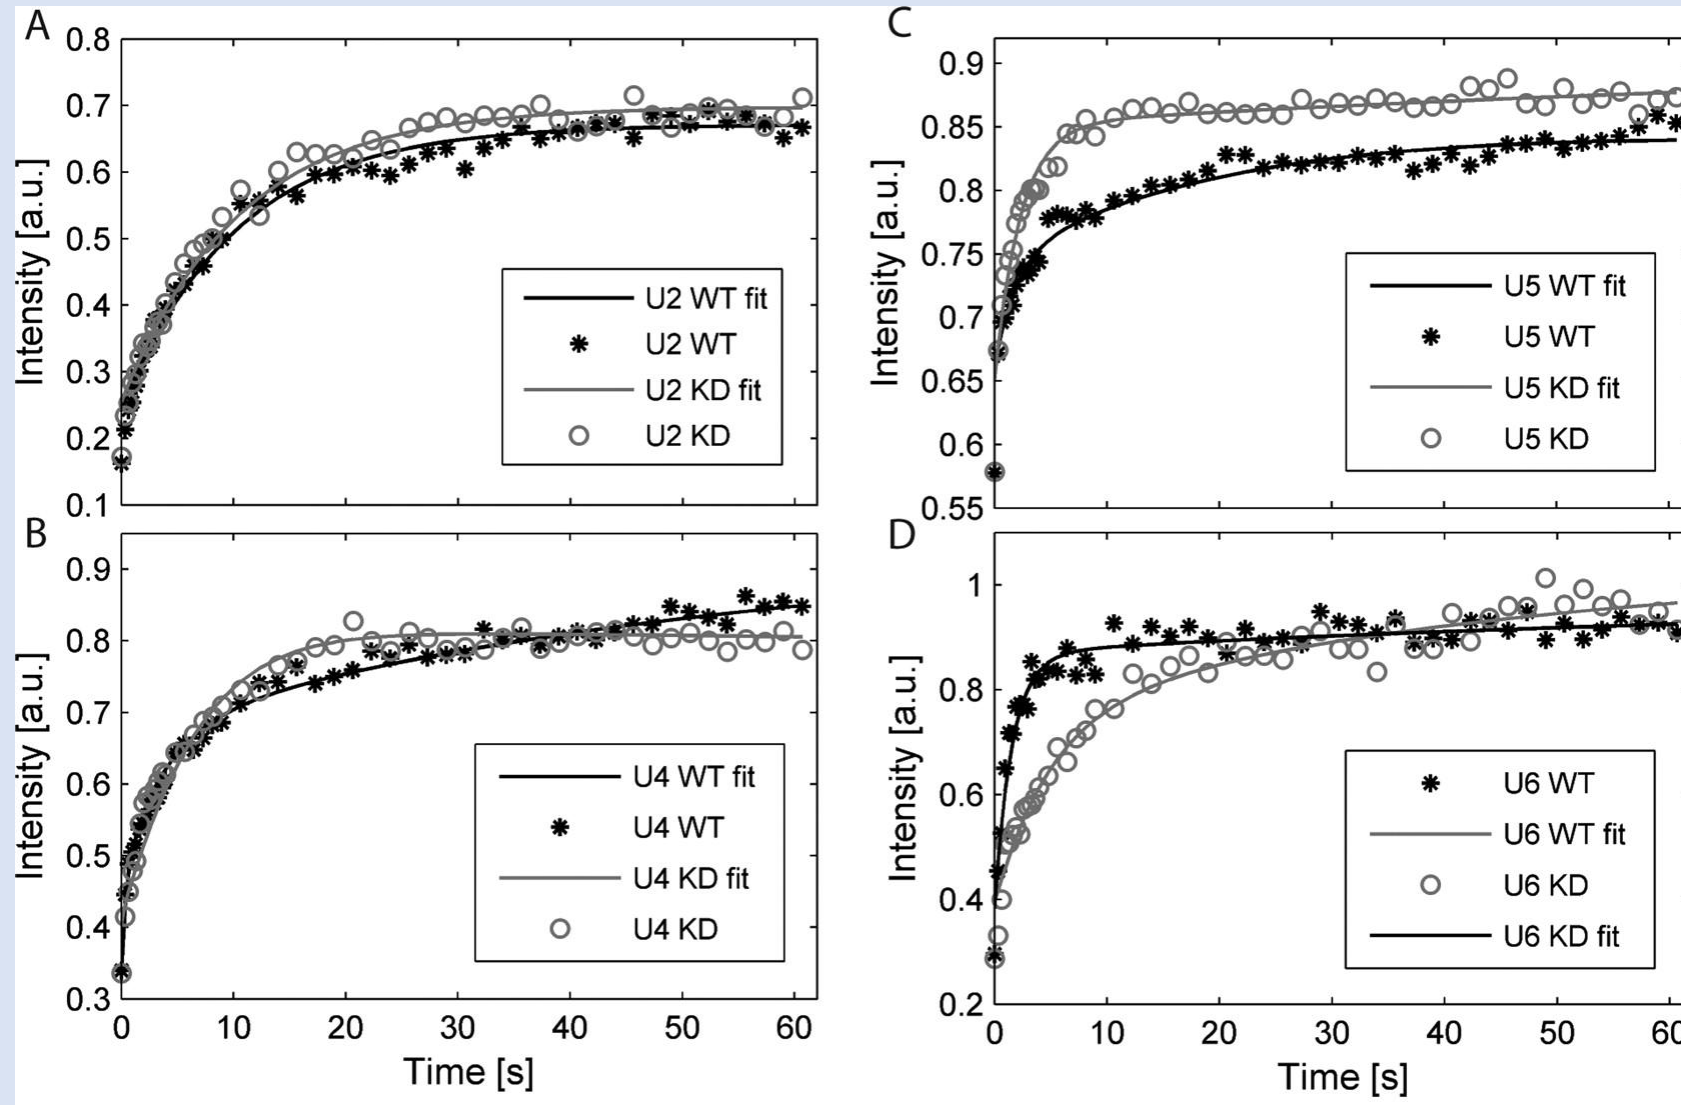 A
0.8
0.7
0.6
0.5
0.4
0.3
0.2
0.1
Intensity [a.u.]
U2 WT fit
U2 WT
U2 KD fit
U2 KD
B
0.9
0.8
0.7
0.6
0.5
0.4
0.3
Intensity [a.u.]
U4 WT fit
U4 WT
U4 KD fit
U4 KD
0 10 20 30 40 50 60
Time [s]
C
0.9
0.85
0.8
0.75
0.7
0.65
0.6
0.55
Intensity [a.u.]
U5 WT fit
U5 WT
U5 KD fit
U5 KD
D
1
0.8
0.6
0.4
0.2
Intensity [a.u.]
U6 WT
U6 WT fit
U6 KD
U6 KD fit
0 10 20 30 40 50 60
Time [s]